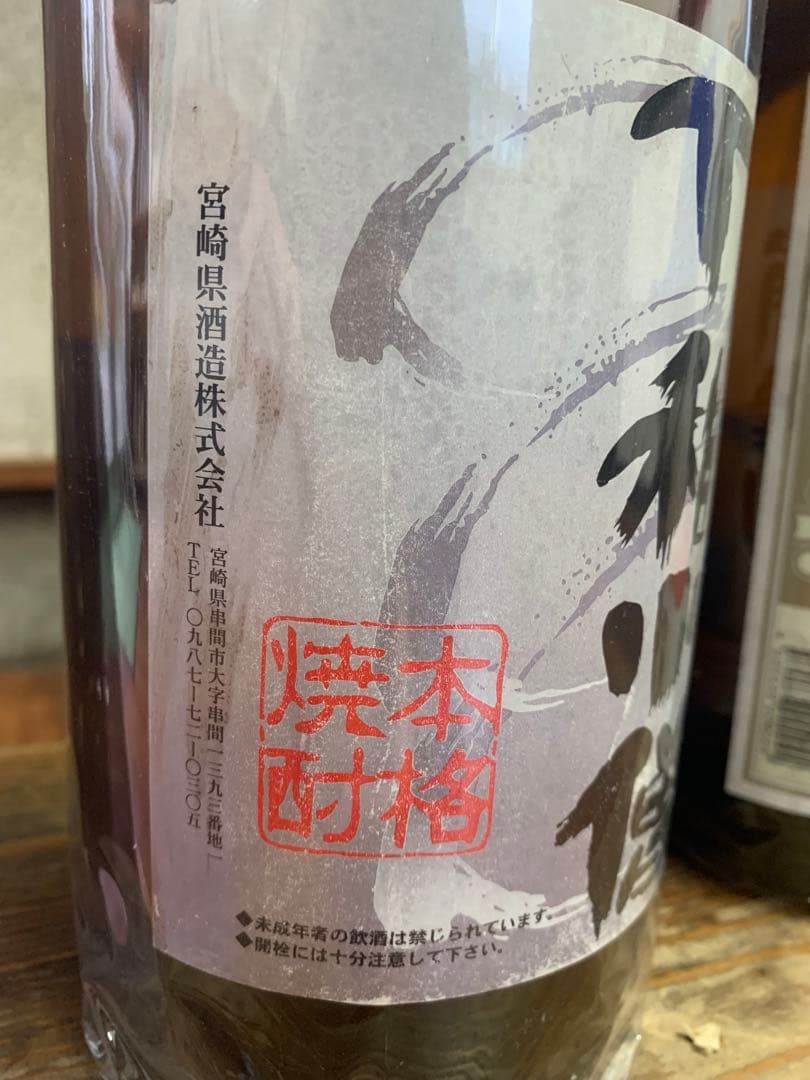 宮崎県酒造株式会社
宮崎県串間市大字串間一三九三番地一
TEL 〇九八七ー七二ー〇三〇五
本格
焼酎
◆未成年者の飲酒は禁じられています。
◆開栓には十分注意して下さい。